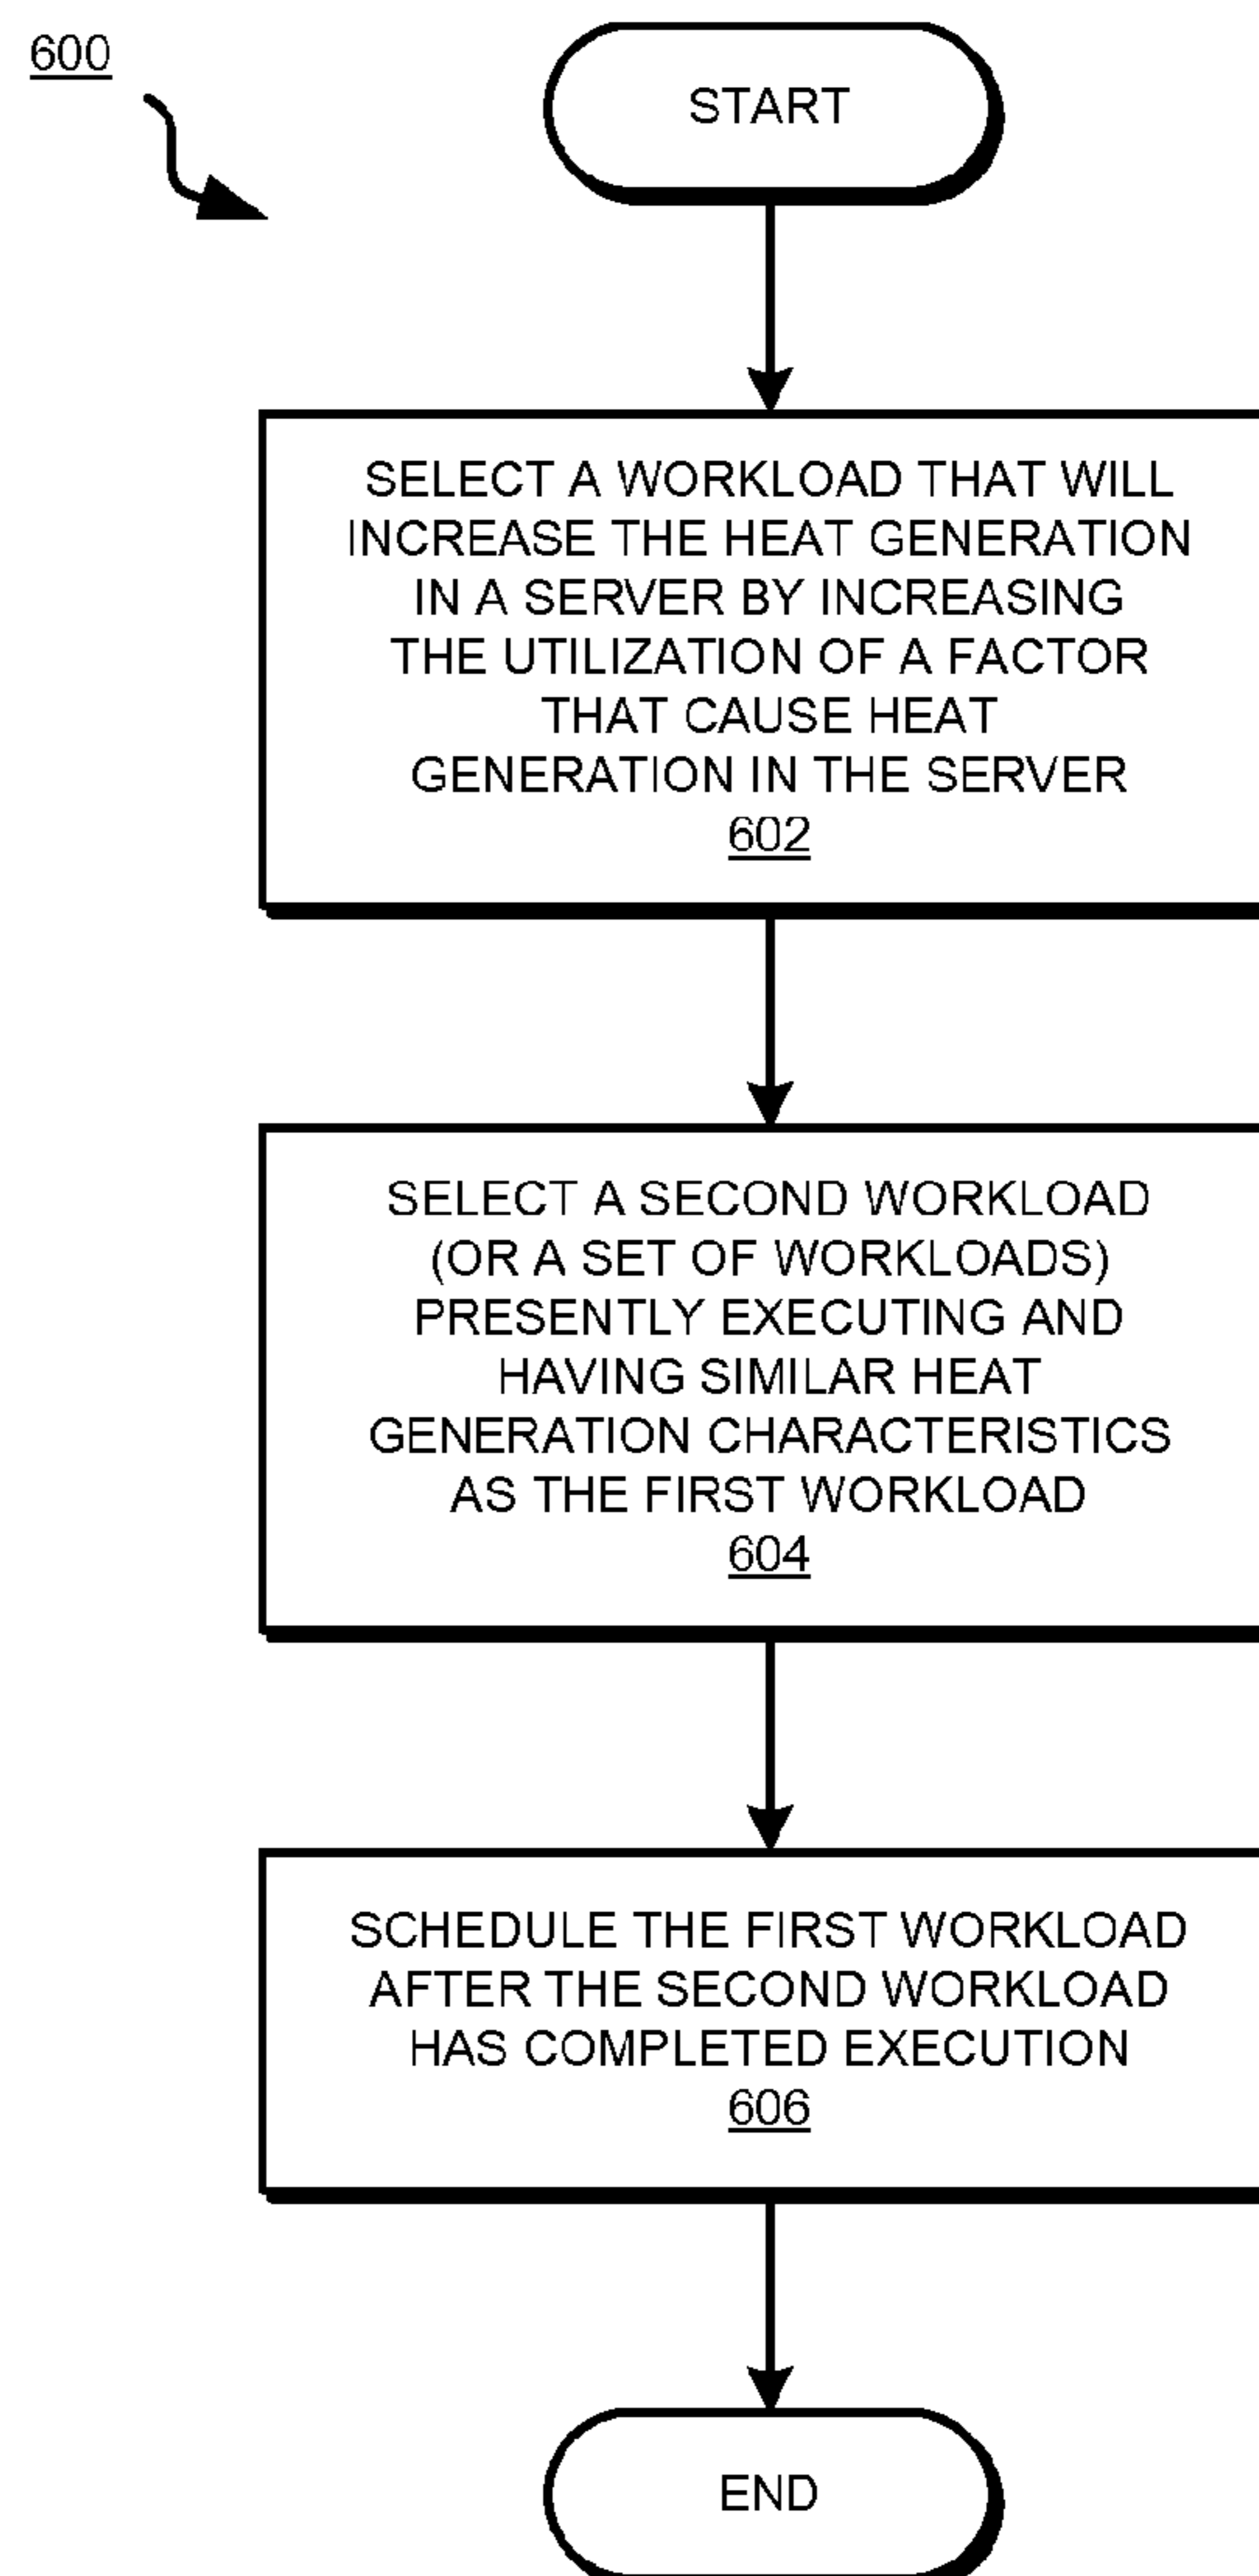 600
START
SELECT A WORKLOAD THAT WILL
INCREASE THE HEAT GENERATION
IN A SERVER BY INCREASING
THE UTILIZATION OF A FACTOR
THAT CAUSE HEAT
GENERATION IN THE SERVER
602
SELECT A SECOND WORKLOAD
(OR A SET OF WORKLOADS)
PRESENTLY EXECUTING AND
HAVING SIMILAR HEAT
GENERATION CHARACTERISTICS
AS THE FIRST WORKLOAD
604
SCHEDULE THE FIRST WORKLOAD
AFTER THE SECOND WORKLOAD
HAS COMPLETED EXECUTION
606
END